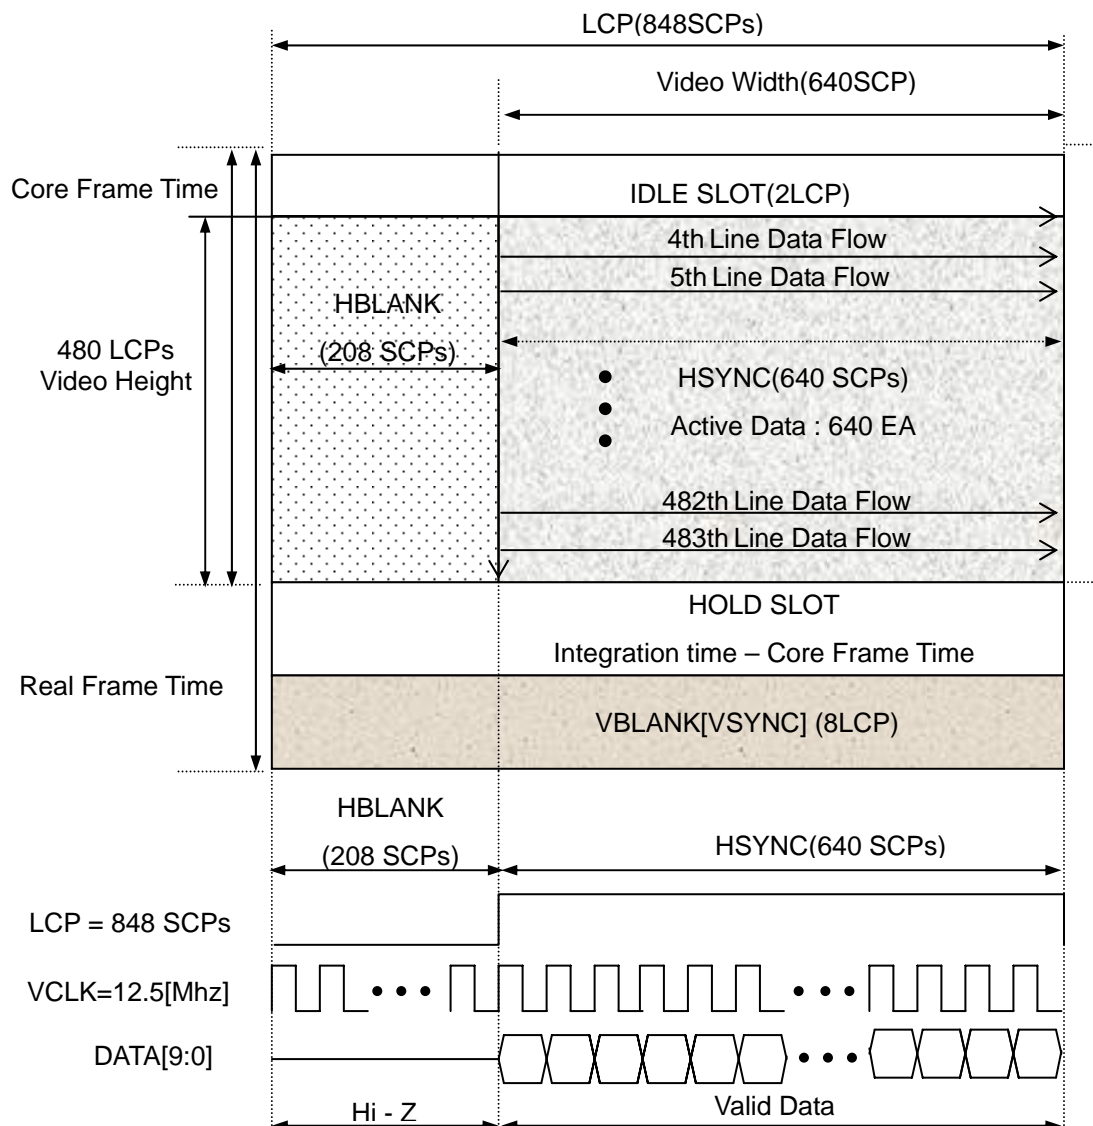 LCP(848SCPs)
Video Width(640SCP)
Core Frame Time
IDLE SLOT(2LCP)
4th Line Data Flow
5th Line Data Flow
HBLANK
(208 SCPs)
480 LCPs
Video Height
HSYNC(640 SCPs)
Active Data : 640 EA
482th Line Data Flow
483th Line Data Flow
HOLD SLOT
Integration time – Core Frame Time
Real Frame Time
VBLANK[VSYNC] (8LCP)
HBLANK
(208 SCPs)
HSYNC(640 SCPs)
LCP = 848 SCPs
VCLK=12.5[Mhz]
DATA[9:0]
Hi - Z
Valid Data